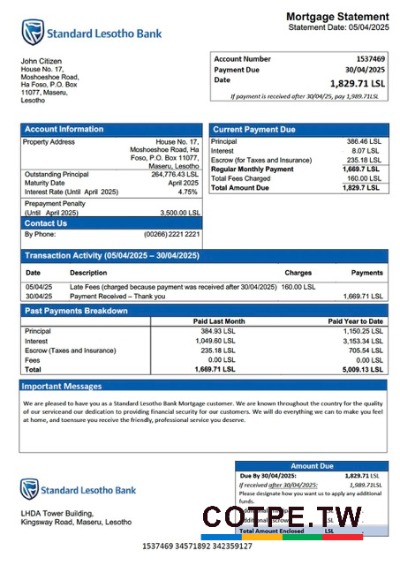 Standard Lesotho Bank
Mortgage Statement
Statement Date: 05/04/2025
John Citizen
House No. 17,
Moshoeshoe Road,
Ha Foso, P.O. Box
11077, Maseru,
Lesotho
Account Number 1537469
Payment Due 30/04/2025
Date 1,829.71 LSL
If payment is received after 30/04/25, pay 1,989.71LSL
Account Information
Property Address House No. 17,
Moshoeshoe Road, Ha
Foso, P.O. Box 11077,
Maseru, Lesotho
Outstanding Principal 264,776.43 LSL
Maturity Date April 2025
Interest Rate (Until April 2025) 4.75%
Prepayment Penalty
(Until April 2025) 3,500.00 LSL
Contact Us
By Phone: (00266) 2221 2221
Current Payment Due
Principal 386.46 LSL
Interest 8.07 LSL
Escrow (for Taxes and Insurance) 235.18 LSL
Regular Monthly Payment 1,669.7 LSL
Total Fees Charged 160.00 LSL
Total Amount Due 1,829.7 LSL
Transaction Activity (05/04/2025 – 30/04/2025)
Date Description Charges Payments
05/04/25 Late Fees (charged because payment was received after 30/04/2025) 160.00 LSL
30/04/25 Payment Received – Thank you 1,669.71 LSL
Past Payments Breakdown
Paid Last Month Paid Year to Date
Principal 384.93 LSL 1,150.25 LSL
Interest 1,049.60 LSL 3,153.34 LSL
Escrow (Taxes and Insurance) 235.18 LSL 705.54 LSL
Fees 0.00 LSL 0.00 LSL
Total 1,669.71 LSL 5,009.13 LSL
Important Messages
We are pleased to have you as a Standard Lesotho Bank Mortgage customer. We are known throughout the country for the quality
of our serviceand our dedication to providing financial security for our customers. We will do everything we can to make you feel
at home, and toensure you receive the friendly, professional service you deserve.
Standard Lesotho Bank
LHDA Tower Building,
Kingsway Road, Maseru, Lesotho
Amount Due
Due By 30/04/2025: 1,829.71 LSL
If received after 30/04/2025: 1,989.71LSL
Please designate how you want us to apply any additional
funds.
COTPE.TW
Total Amount Enclosed LSL
1537469 34571892 342359127